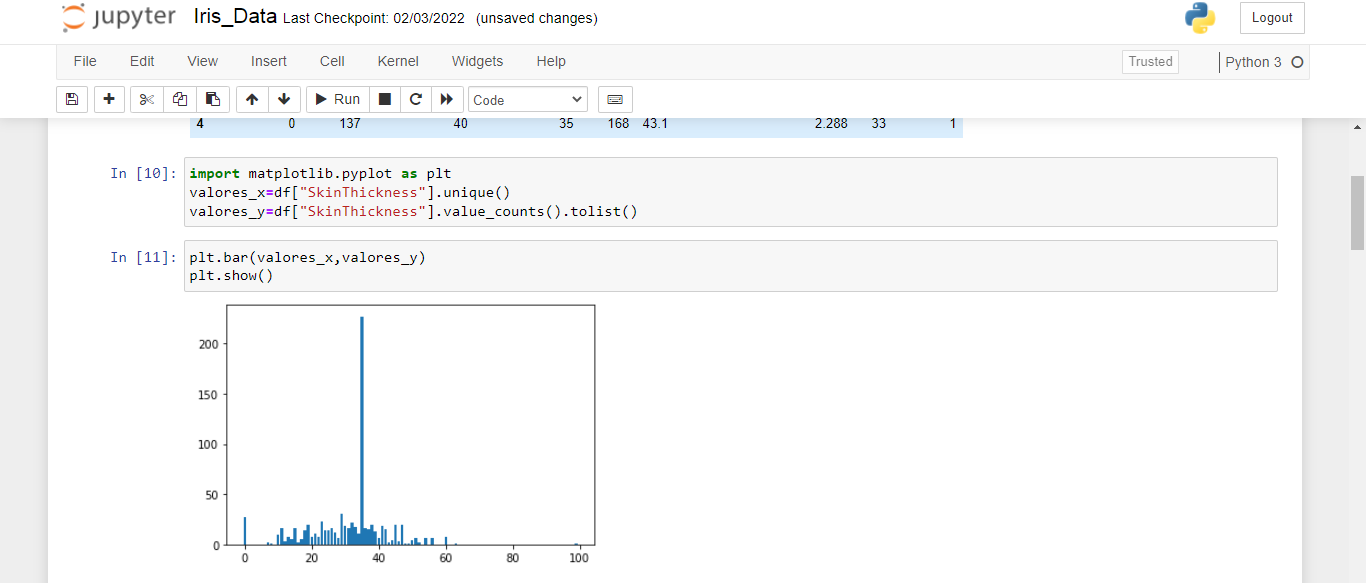 jupyter Iris_Data Last Checkpoint: 02/03/2022 (unsaved changes) Logout
File Edit View Insert Cell Kernel Widgets Help Trusted Python 3
Run Code
4 0 137 40 35 168 43.1 2.288 33 1
In [10]: import matplotlib.pyplot as plt
valores_x=df["SkinThickness"].unique()
valores_y=df["SkinThickness"].value_counts().tolist()
In [11]: plt.bar(valores_x,valores_y)
plt.show()
200
150
100
50
0
0 20 40 60 80 100